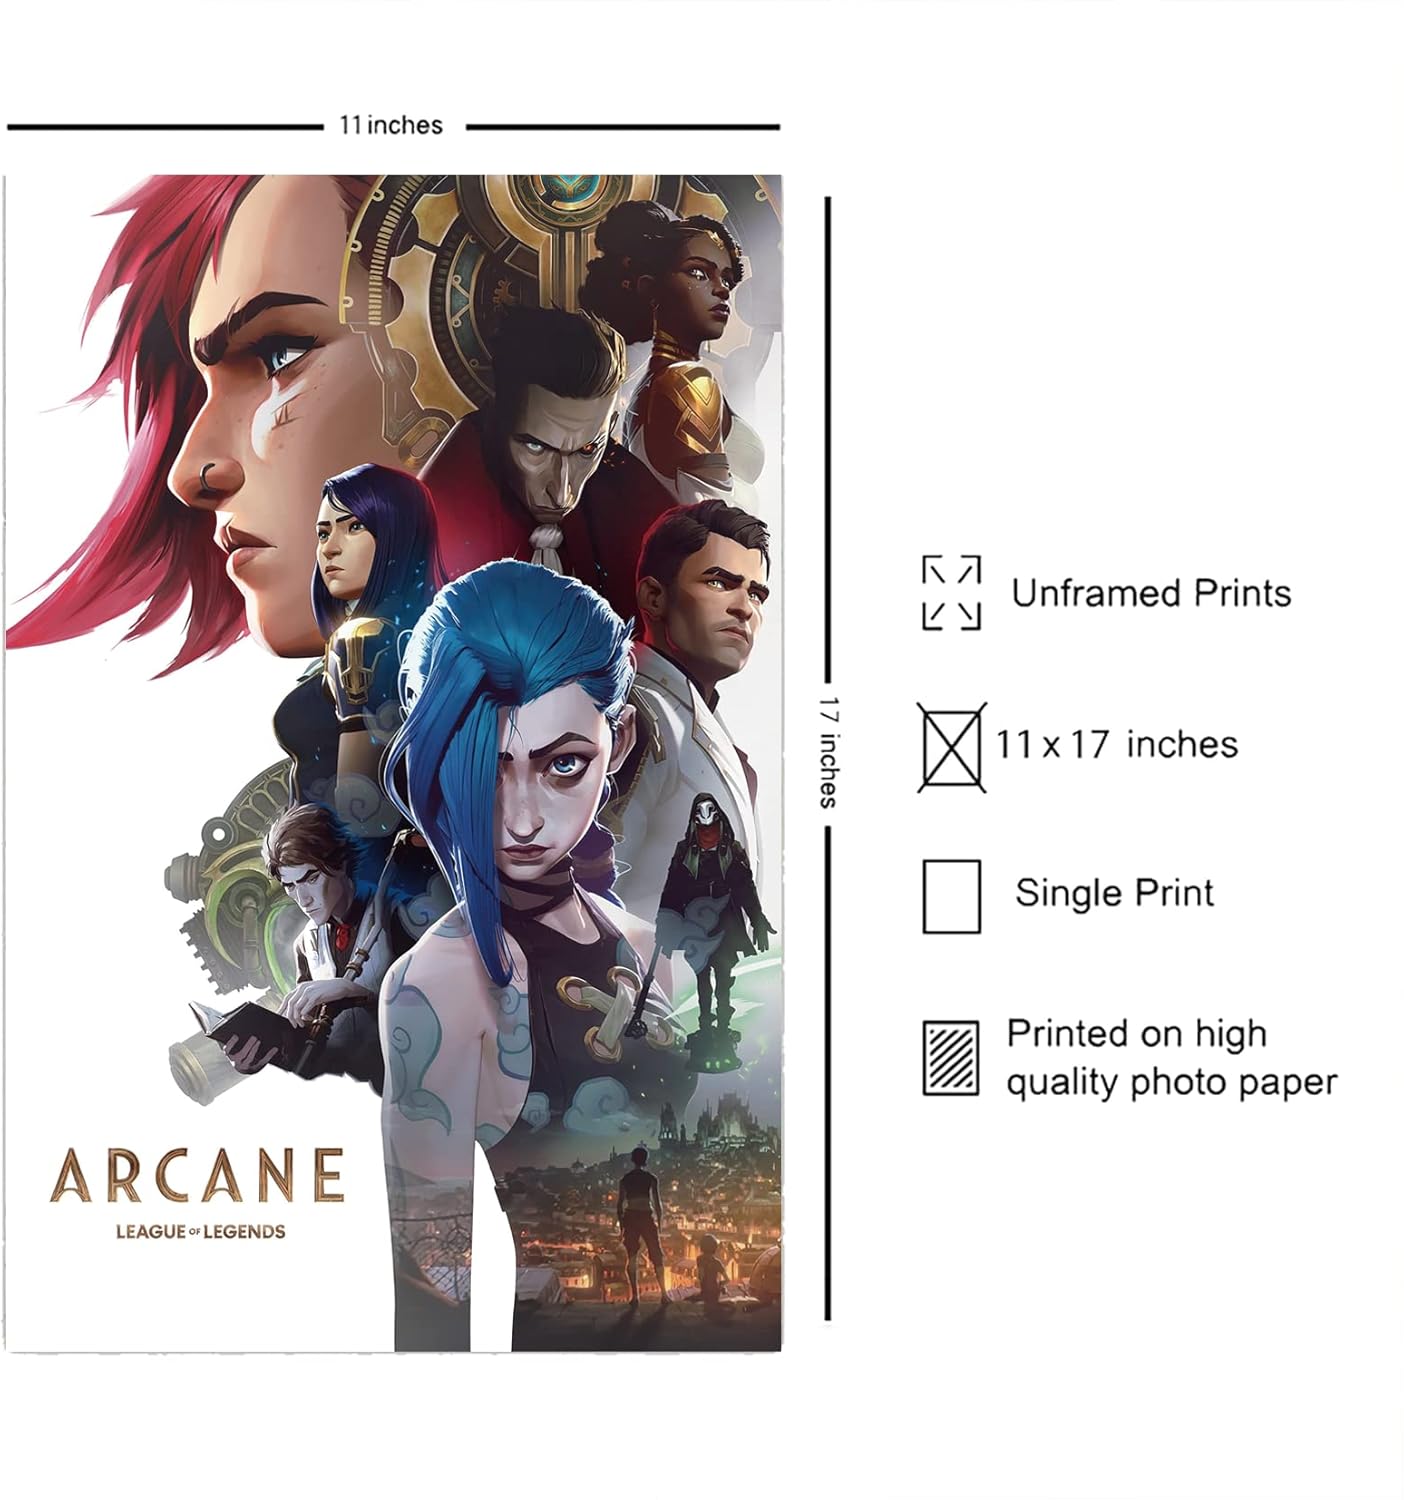 11 inches
17 inches
VI
ARCANE
LEAGUE OF LEGENDS
Unframed Prints
11 x 17 inches
Single Print
Printed on high
quality photo paper